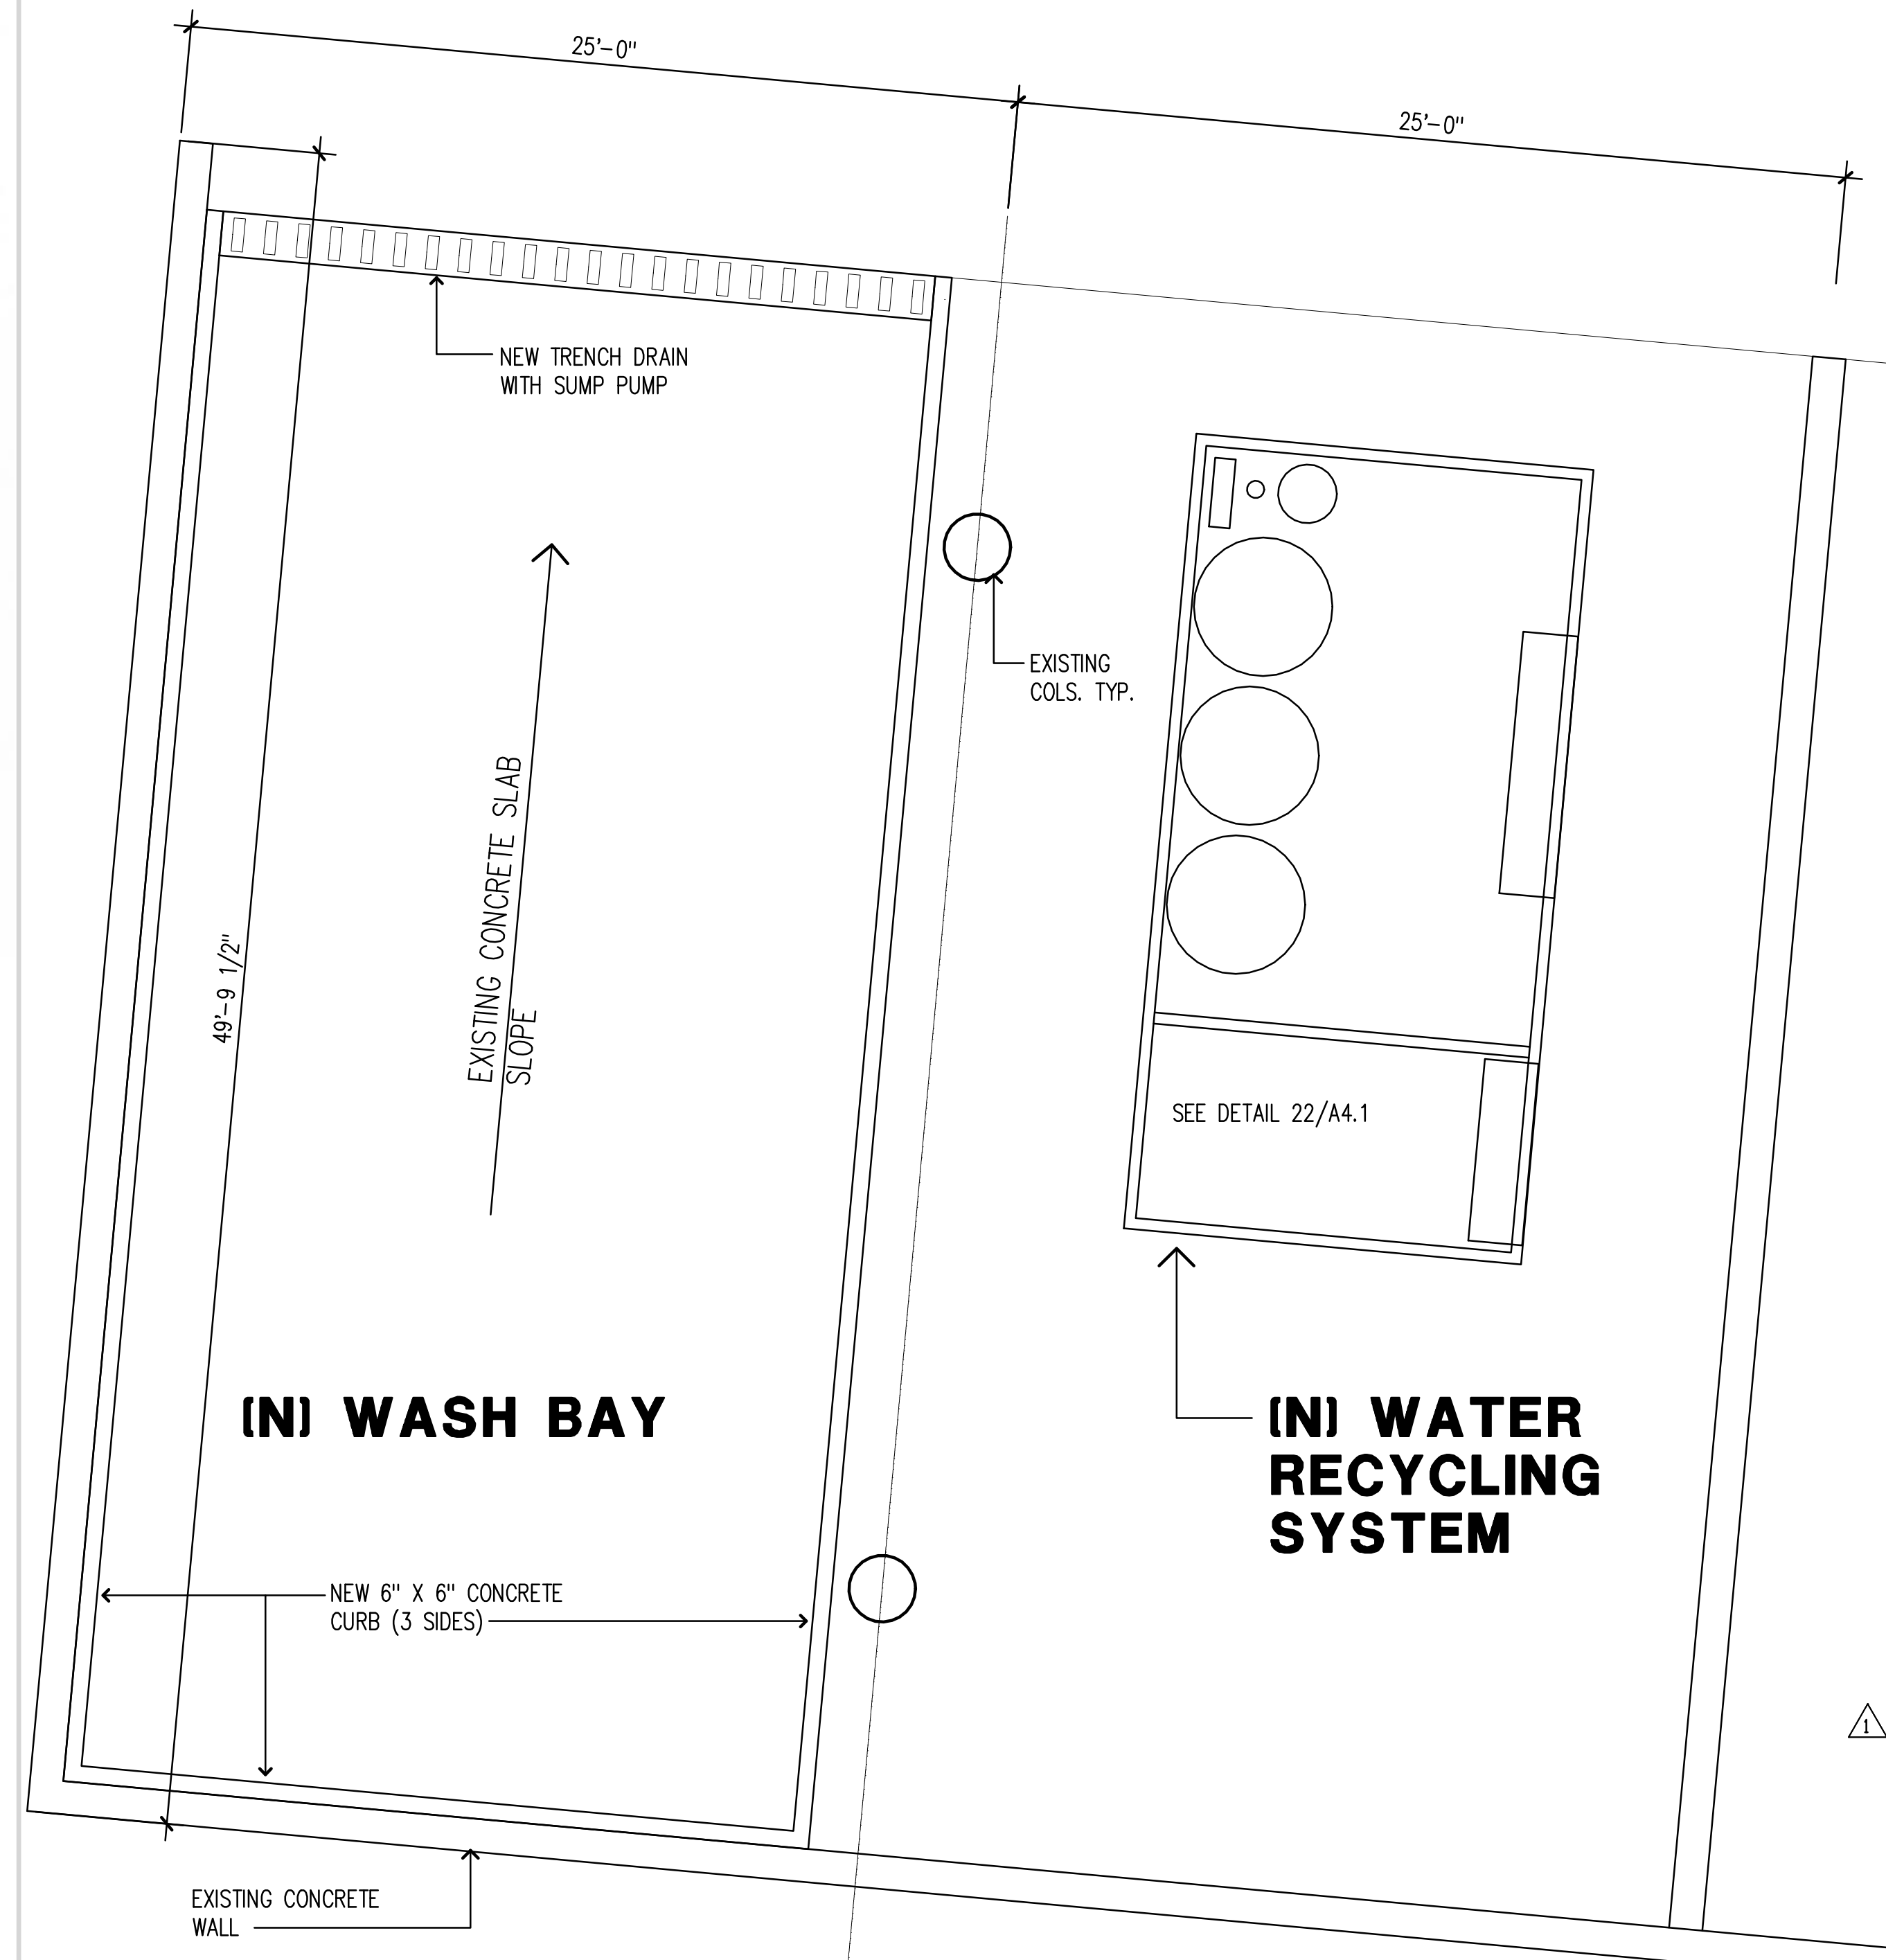 25'-0"
25'-0"
NEW TRENCH DRAIN
WITH SUMP PUMP
EXISTING
COLS. TYP.
EXISTING CONCRETE SLAB
SLOPE
49'-9 1/2"
SEE DETAIL 22/A4.1
(N) WASH BAY
(N) WATER
RECYCLING
SYSTEM
NEW 6" X 6" CONCRETE
CURB (3 SIDES)
1
EXISTING CONCRETE
WALL